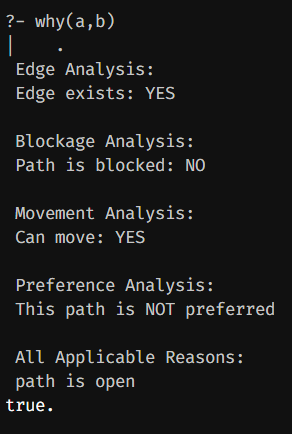 ?- why(a,b)
|    .
Edge Analysis:
Edge exists: YES
Blockage Analysis:
Path is blocked: NO
Movement Analysis:
Can move: YES
Preference Analysis:
This path is NOT preferred
All Applicable Reasons:
path is open
true.